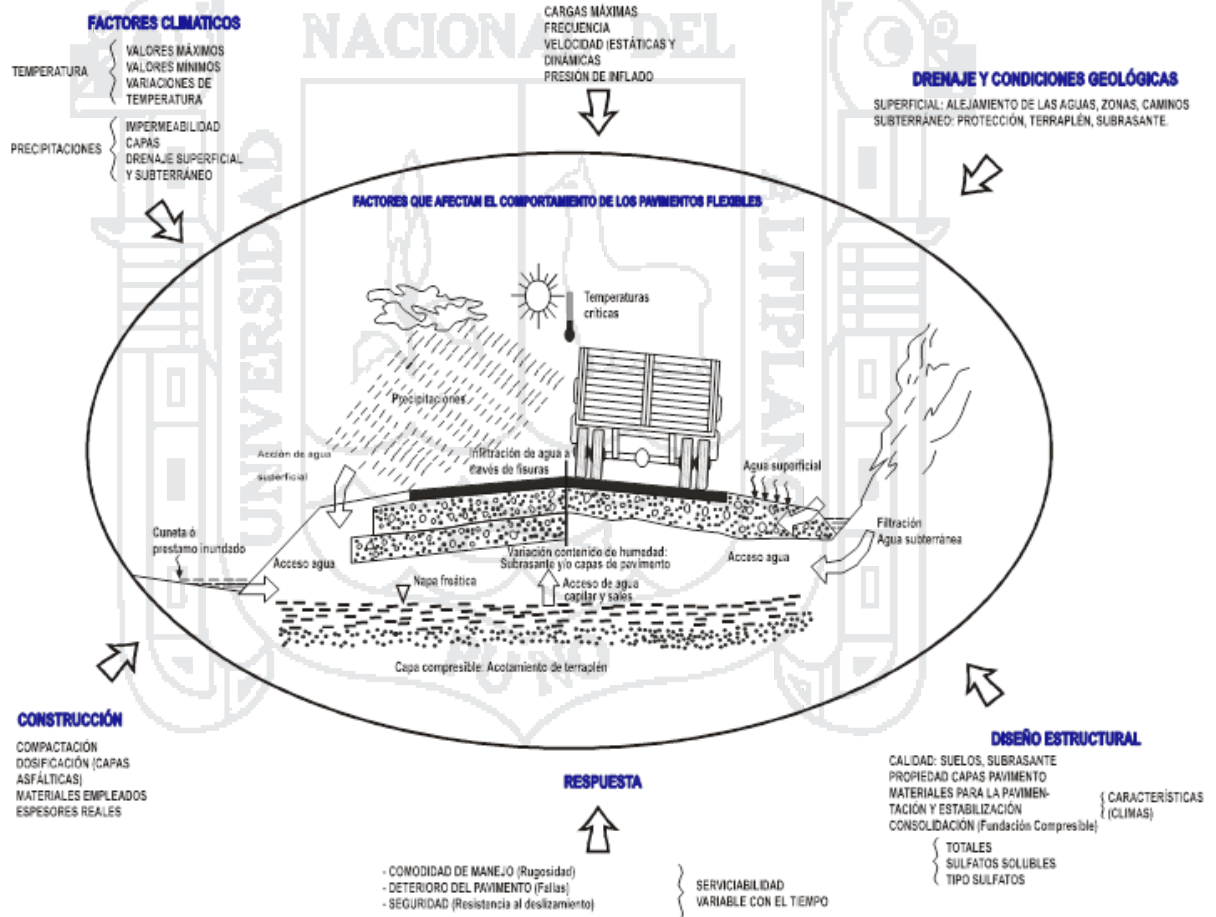 NACIONAL DEL
UNIVERSIDAD
ALTIPLANO
PUNO
FACTORES CLIMATICOS
TEMPERATURA
VALORES MÁXIMOS
VALORES MÍNIMOS
VARIACIONES DE
TEMPERATURA
PRECIPITACIONES
IMPERMEABILIDAD
CAPAS
DRENAJE SUPERFICIAL
Y SUBTERRÁNEO
CARGAS MÁXIMAS
FRECUENCIA
VELOCIDAD (ESTÁTICAS Y
DINÁMICAS
PRESIÓN DE INFLADO
DRENAJE Y CONDICIONES GEOLÓGICAS
SUPERFICIAL: ALEJAMIENTO DE LAS AGUAS, ZONAS, CAMINOS
SUBTERRÁNEO: PROTECCIÓN, TERRAPLÉN, SUBRASANTE.
FACTORES QUE AFECTAN EL COMPORTAMIENTO DE LOS PAVIMENTOS FLEXIBLES
Temperaturas
críticas
Precipitaciones
Acción de agua
superficial
Infiltración de agua a
través de fisuras
Agua superficial
Cuneta ó
prestamo inundado
Acceso agua
Variación contenido de humedad:
Subrasante y/o capas de pavimento
Acceso agua
Filtración
Agua subterránea
Napa freática
Acceso de agua
capilar y sales
Capa compresible: Acotamiento de terraplén
CONSTRUCCIÓN
COMPACTACIÓN
DOSIFICACIÓN (CAPAS
ASFÁLTICAS)
MATERIALES EMPLEADOS
ESPESORES REALES
RESPUESTA
- COMODIDAD DE MANEJO (Rugosidad)
- DETERIORO DEL PAVIMENTO (Fallas)
- SEGURIDAD (Resistencia al deslizamiento)
SERVICIABILIDAD
VARIABLE CON EL TIEMPO
DISEÑO ESTRUCTURAL
CALIDAD: SUELOS, SUBRASANTE
PROPIEDAD CAPAS PAVIMENTO
MATERIALES PARA LA PAVIMEN-
TACIÓN Y ESTABILIZACIÓN
CONSOLIDACIÓN (Fundación Compresible)
CARACTERÍSTICAS
(CLIMAS)
TOTALES
SULFATOS SOLUBLES
TIPO SULFATOS